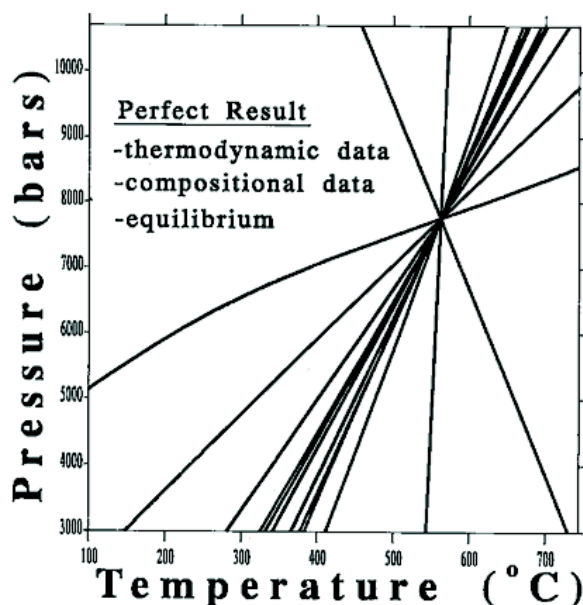 Pressure (bars)
10000
9000
8000
7000
6000
5000
4000
3000
Perfect Result
-thermodynamic data
-compositional data
-equilibrium
100 200 300 400 500 600 700
Temperature (°C)